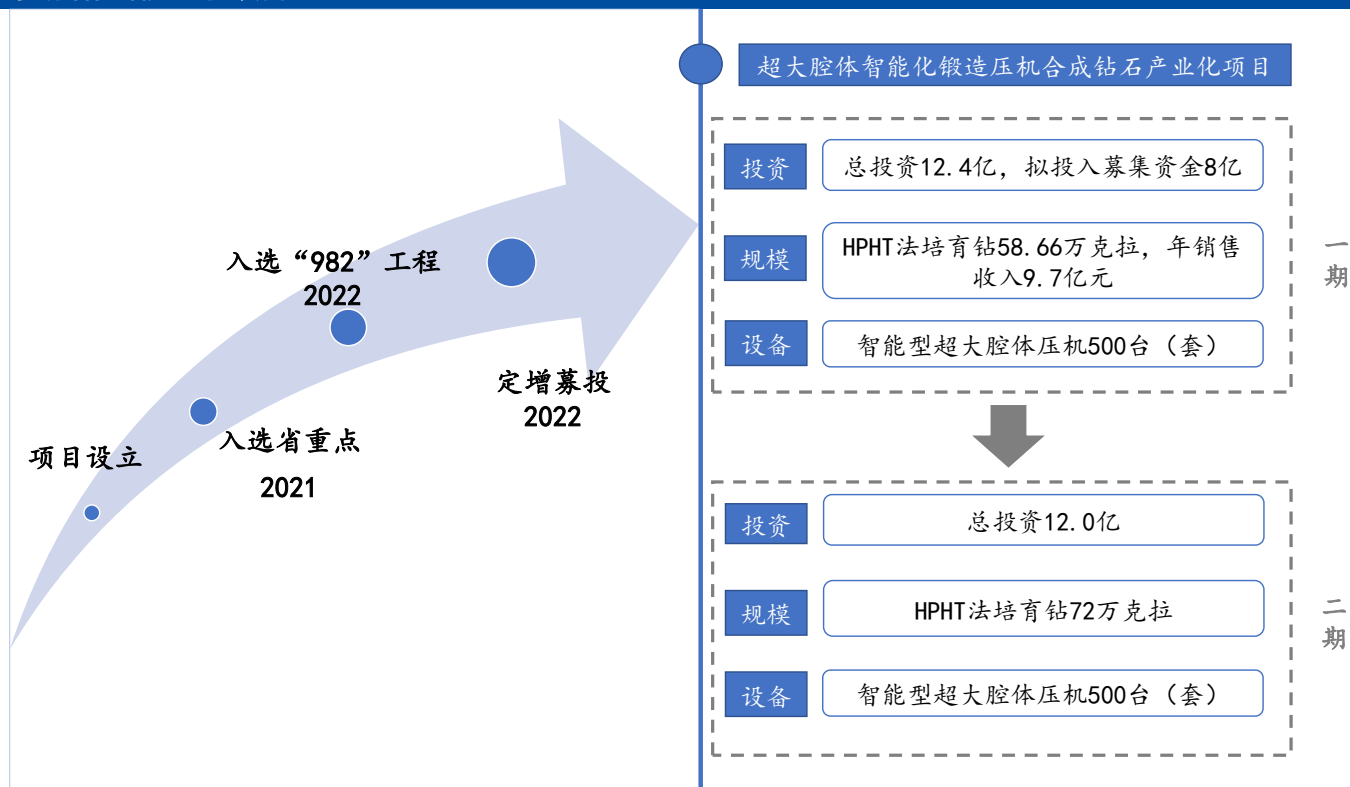 超大腔体智能化锻造压机合成钻石产业化项目
投资
总投资12.4亿，拟投入募集资金8亿
规模
HPHT法培育钻58.66万克拉，年销售
收入9.7亿元
设备
智能型超大腔体压机500台（套）
一
期
投资
总投资12.0亿
规模
HPHT法培育钻72万克拉
设备
智能型超大腔体压机500台（套）
二
期
项目设立
入选省重点
2021
入选“982”工程
2022
定增募投
2022